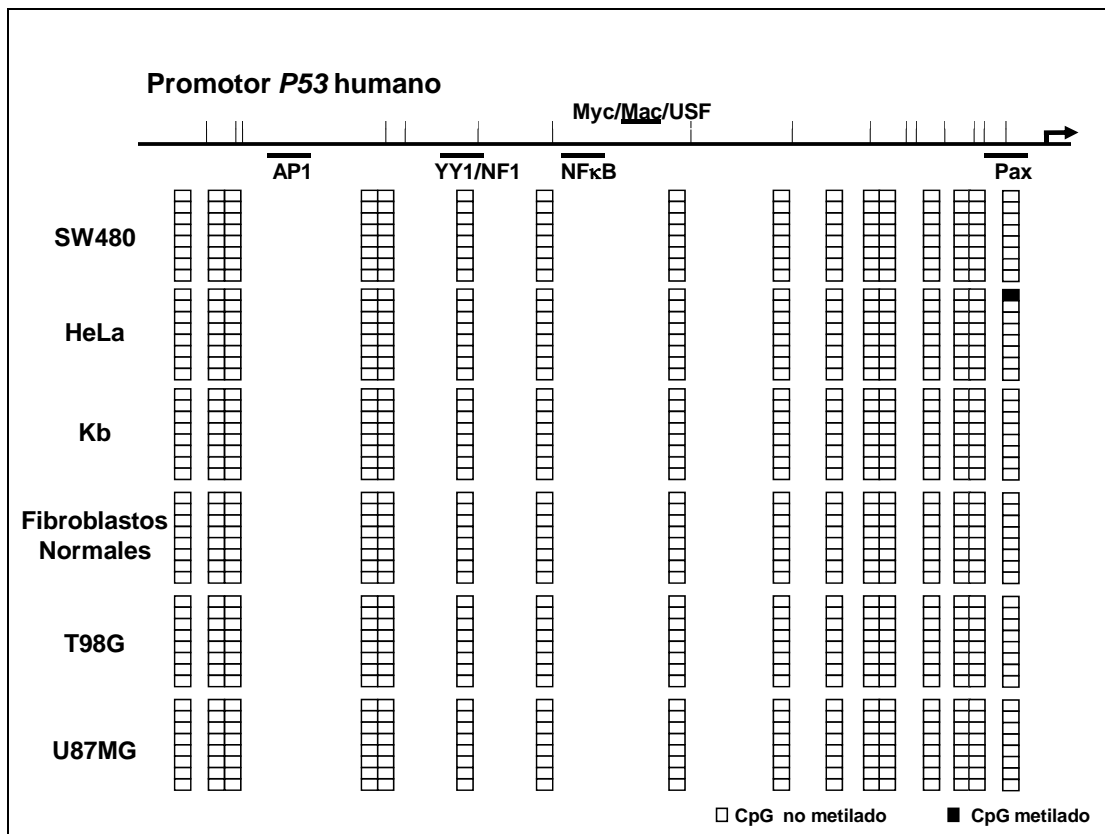 Promotor P53 humano
Myc/Mac/USF
AP1
YY1/NF1
NFκB
Pax
SW480
HeLa
Kb
Fibroblastos
Normales
T98G
U87MG
CpG no metilado
CpG metilado